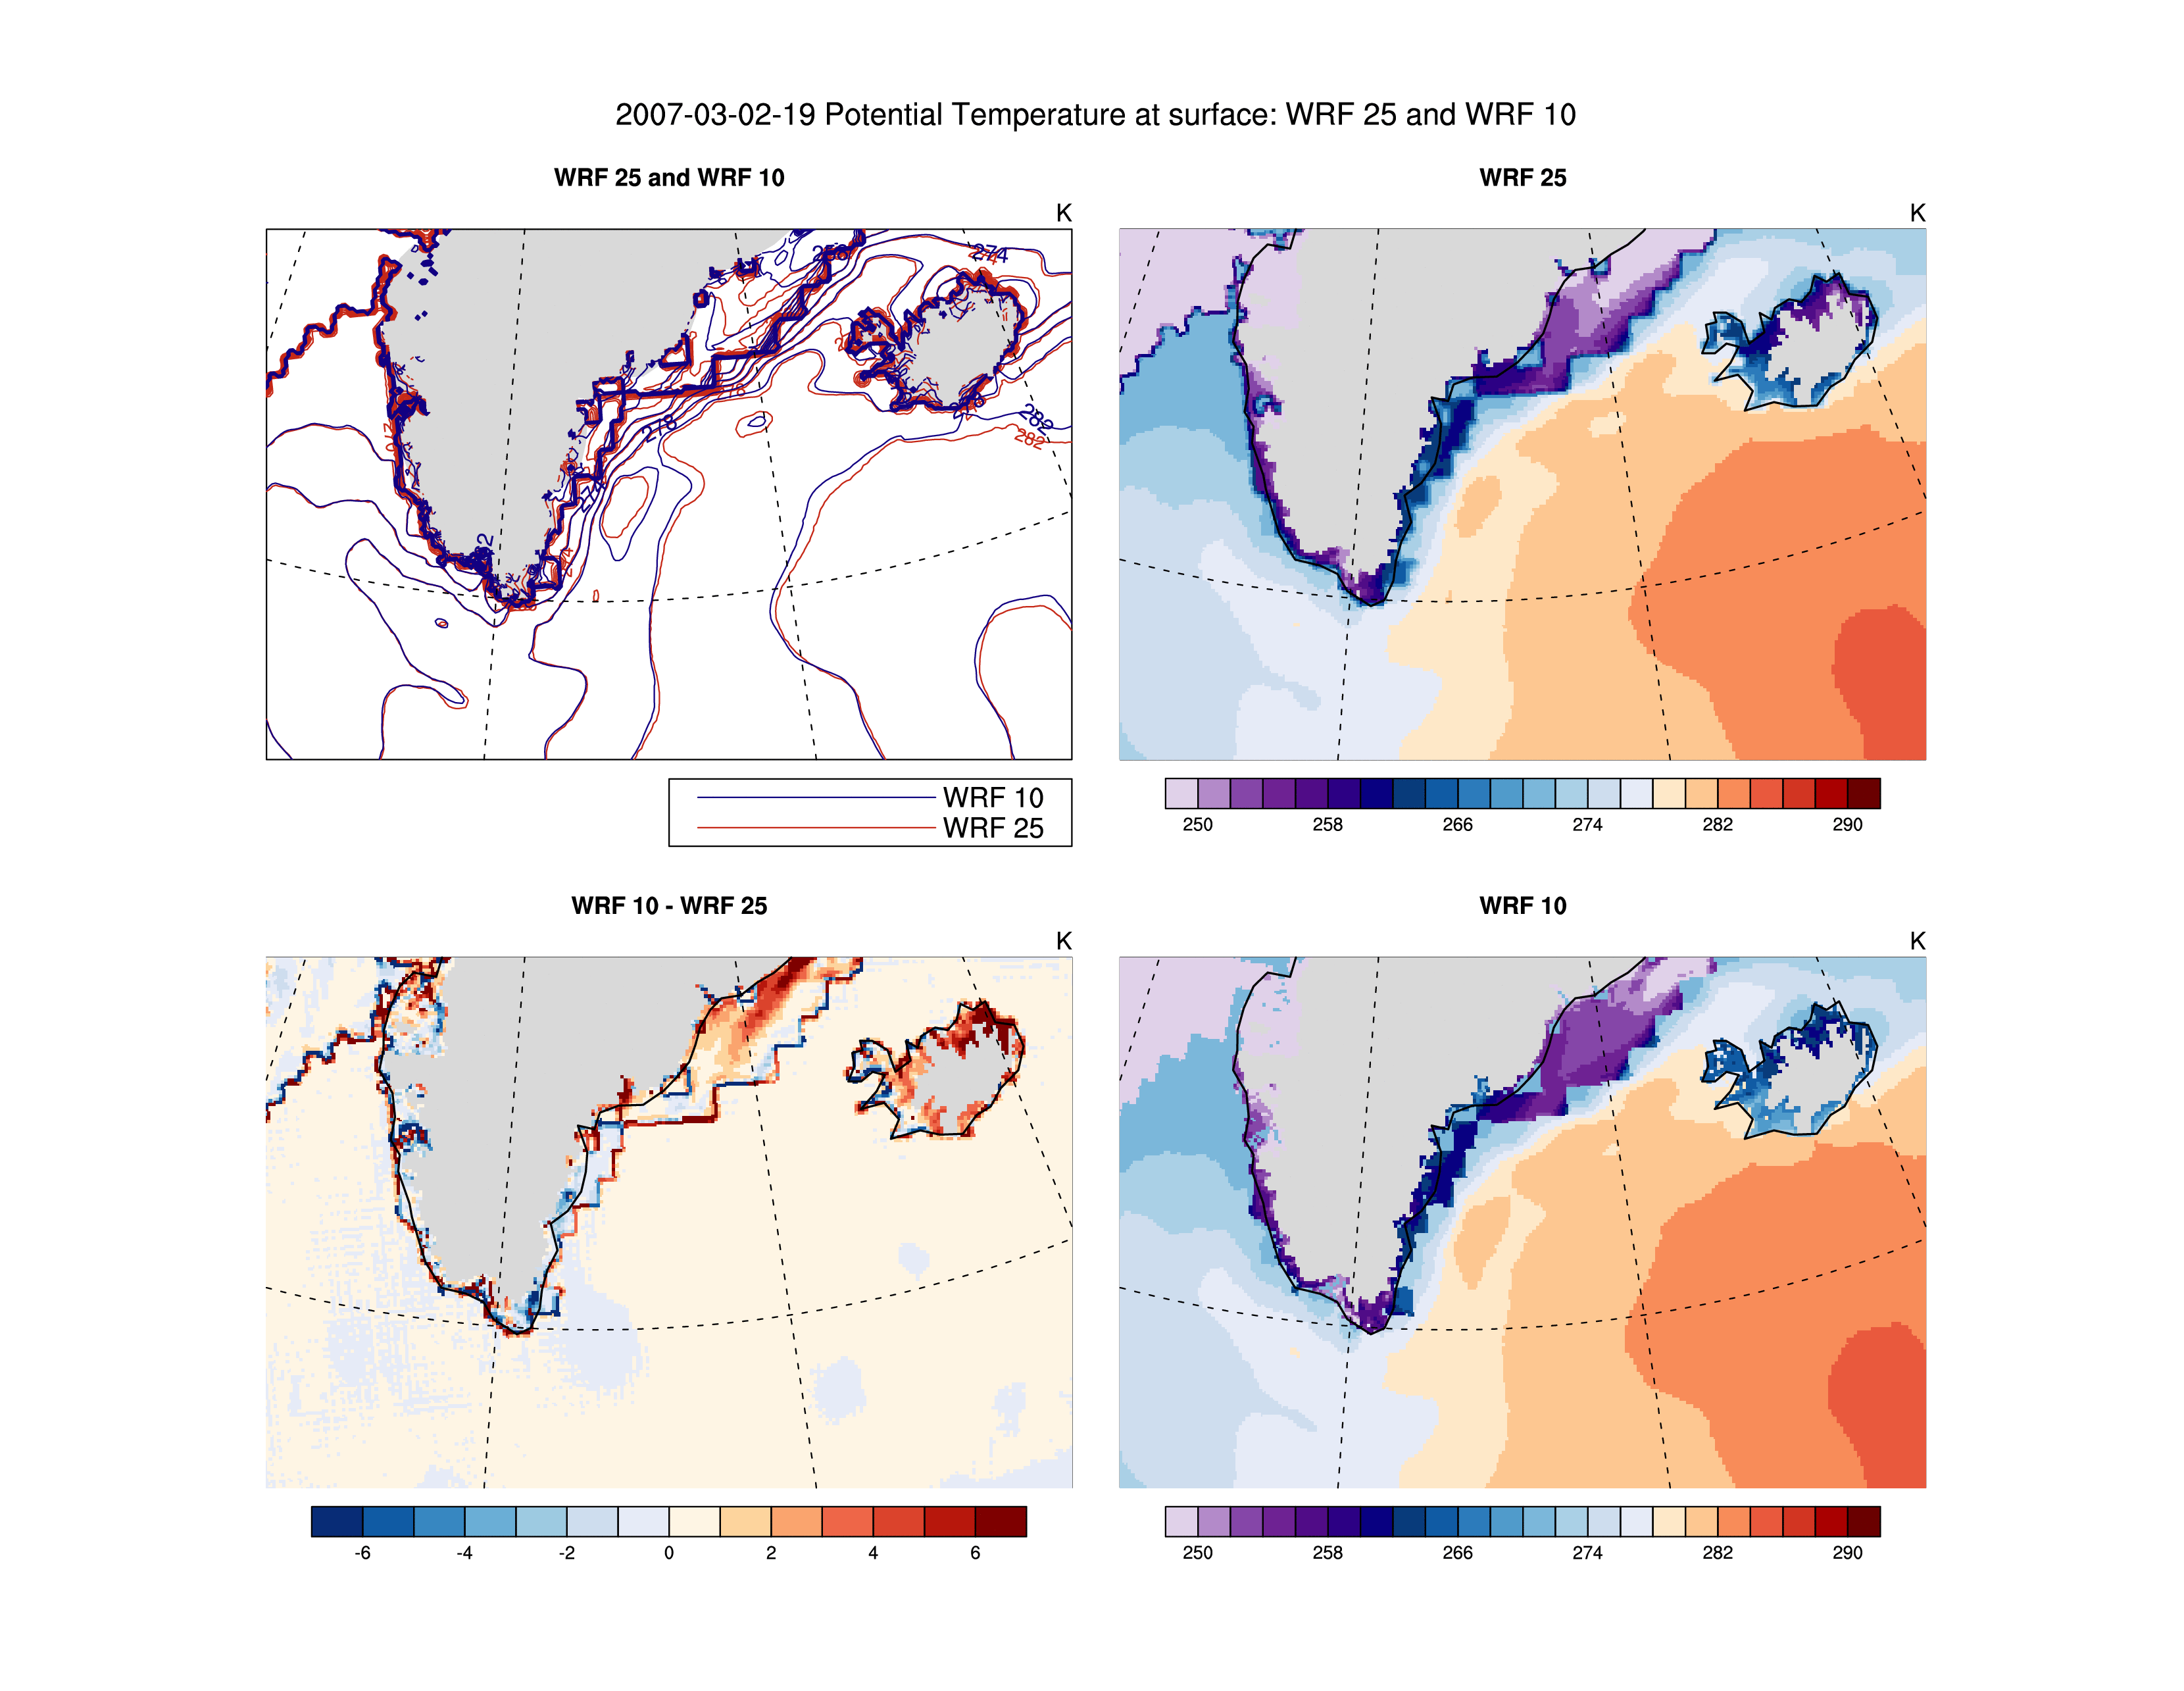 2007-03-02-19 Potential Temperature at surface: WRF 25 and WRF 10
WRF 25 and WRF 10
K
274
278
282
282
274
WRF 10
WRF 25
WRF 25
K
250 258 266 274 282 290
WRF 10 - WRF 25
K
-6 -4 -2 0 2 4 6
WRF 10
K
250 258 266 274 282 290